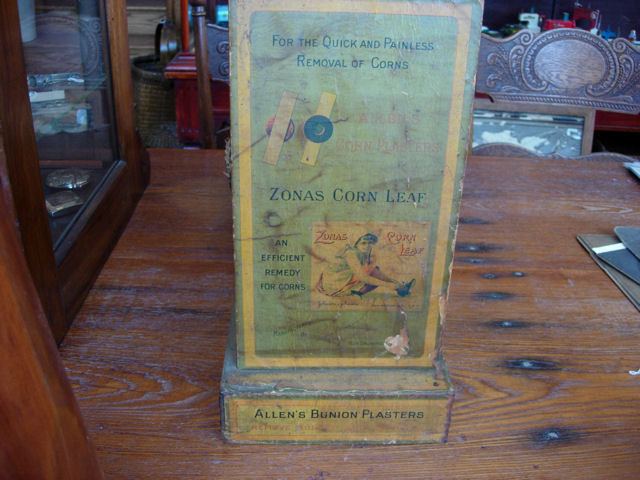 FOR THE QUICK AND PAINLESS
REMOVAL OF CORNS
ALLEN'S
CORN PLASTERS
ZONAS CORN LEAF
AN
EFFICIENT
REMEDY
FOR CORNS
ZONAS CORN
LEAF
ALLEN'S BUNION PLASTERS